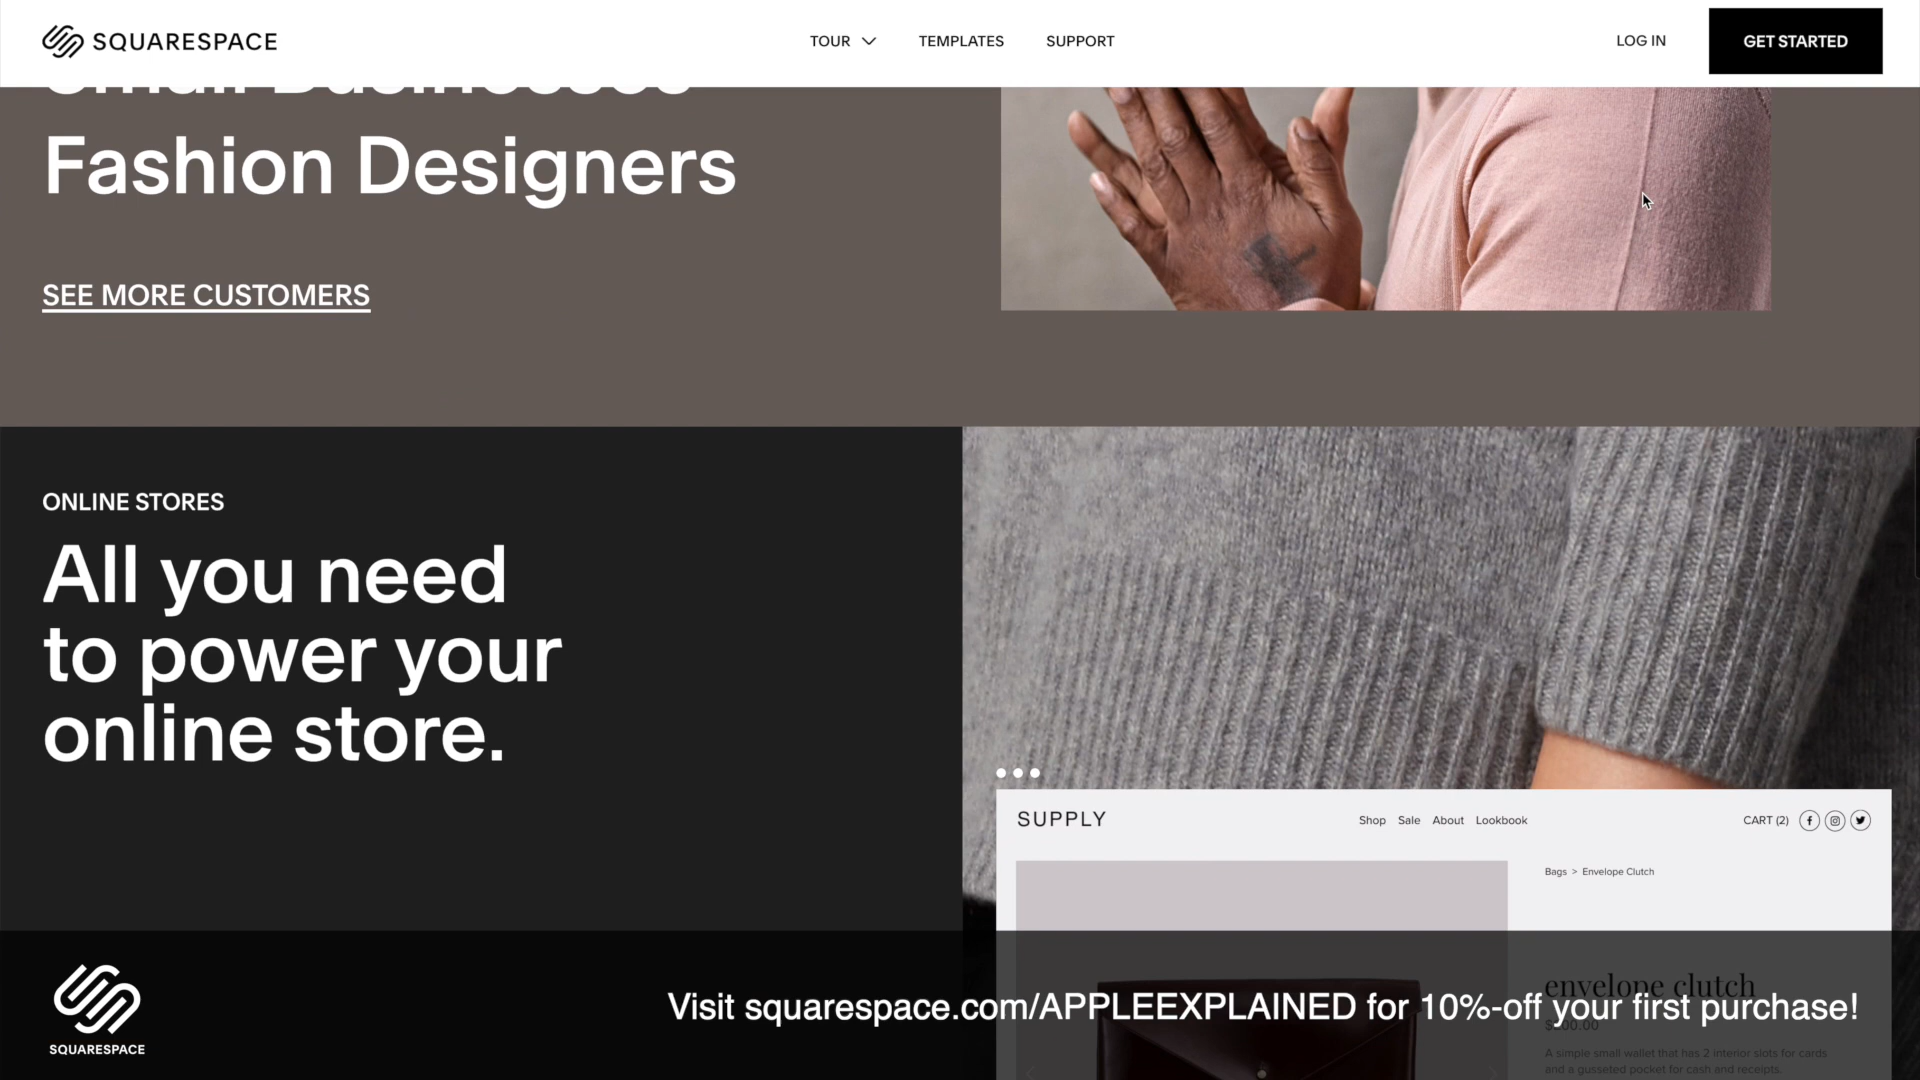 SQUARESPACE
TOUR
TEMPLATES
SUPPORT
LOG IN
GET STARTED
Small Businesses
Fashion Designers
SEE MORE CUSTOMERS
ONLINE STORES
All you need
to power your
online store.
SUPPLY
Shop
Sale
About
Lookbook
CART (2)
Bags > Envelope Clutch
envelope clutch
A simple small wallet that has 2 interior slots for cards
and a gusseted pocket for cash and receipts.
SQUARESPACE
Visit squarespace.com/APPLEEXPLAINED for 10%-off your first purchase!